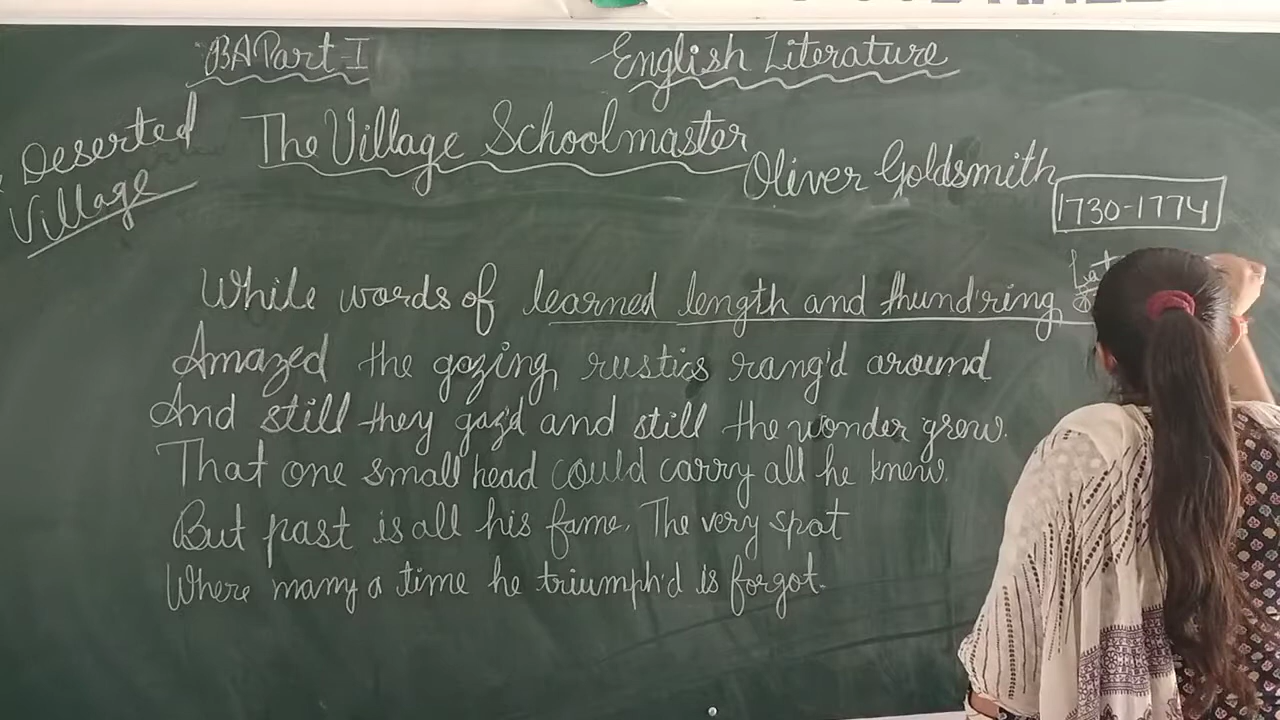 BA Part-I
English Literature
Deserted
Village
The Village Schoolmaster
Oliver Goldsmith
1730-1774
While words of learned length and thund'ring
Amazed the gazing rustics rang'd around
And still they gaz'd and still the wonder grew.
That one small head could carry all he knew.
But past is all his fame. The very spot
Where many a time he triumph'd is forgot.